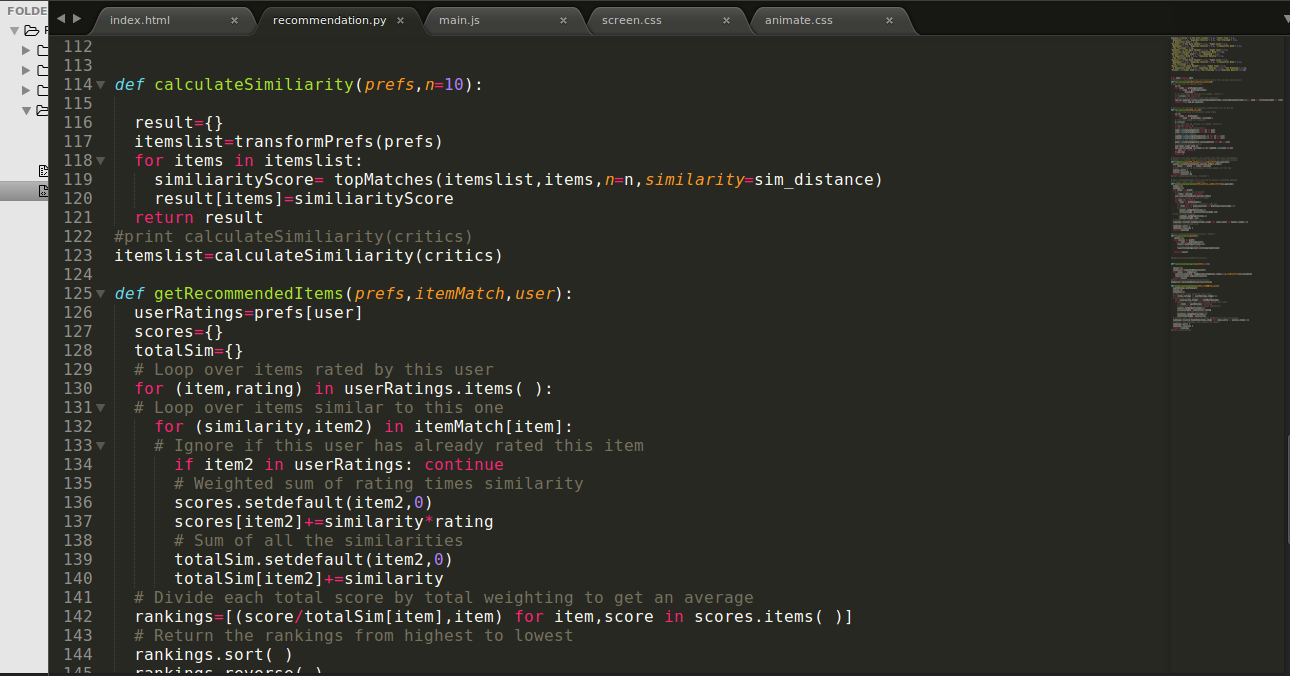 FOLDE
index.html × recommendation.py × main.js × screen.css × animate.css ×
112
113
114 def calculateSimiliarity(prefs,n=10):
115
116 result={}
117 itemslist=transformPrefs(prefs)
118 for items in itemslist:
119 similiarityScore= topMatches(itemslist,items,n=n,similarity=sim_distance)
120 result[items]=similiarityScore
121 return result
122 #print calculateSimiliarity(critics)
123 itemslist=calculateSimiliarity(critics)
124
125 def getRecommendedItems(prefs,itemMatch,user):
126 userRatings=prefs[user]
127 scores={}
128 totalSim={}
129 # Loop over items rated by this user
130 for (item,rating) in userRatings.items( ):
131 # Loop over items similar to this one
132 for (similarity,item2) in itemMatch[item]:
133 # Ignore if this user has already rated this item
134 if item2 in userRatings: continue
135 # Weighted sum of rating times similarity
136 scores.setdefault(item2,0)
137 scores[item2]+=similarity*rating
138 # Sum of all the similarities
139 totalSim.setdefault(item2,0)
140 totalSim[item2]+=similarity
141 # Divide each total score by total weighting to get an average
142 rankings=[(score/totalSim[item],item) for item,score in scores.items( )]
143 # Return the rankings from highest to lowest
144 rankings.sort( )
145 rankings.reverse( )